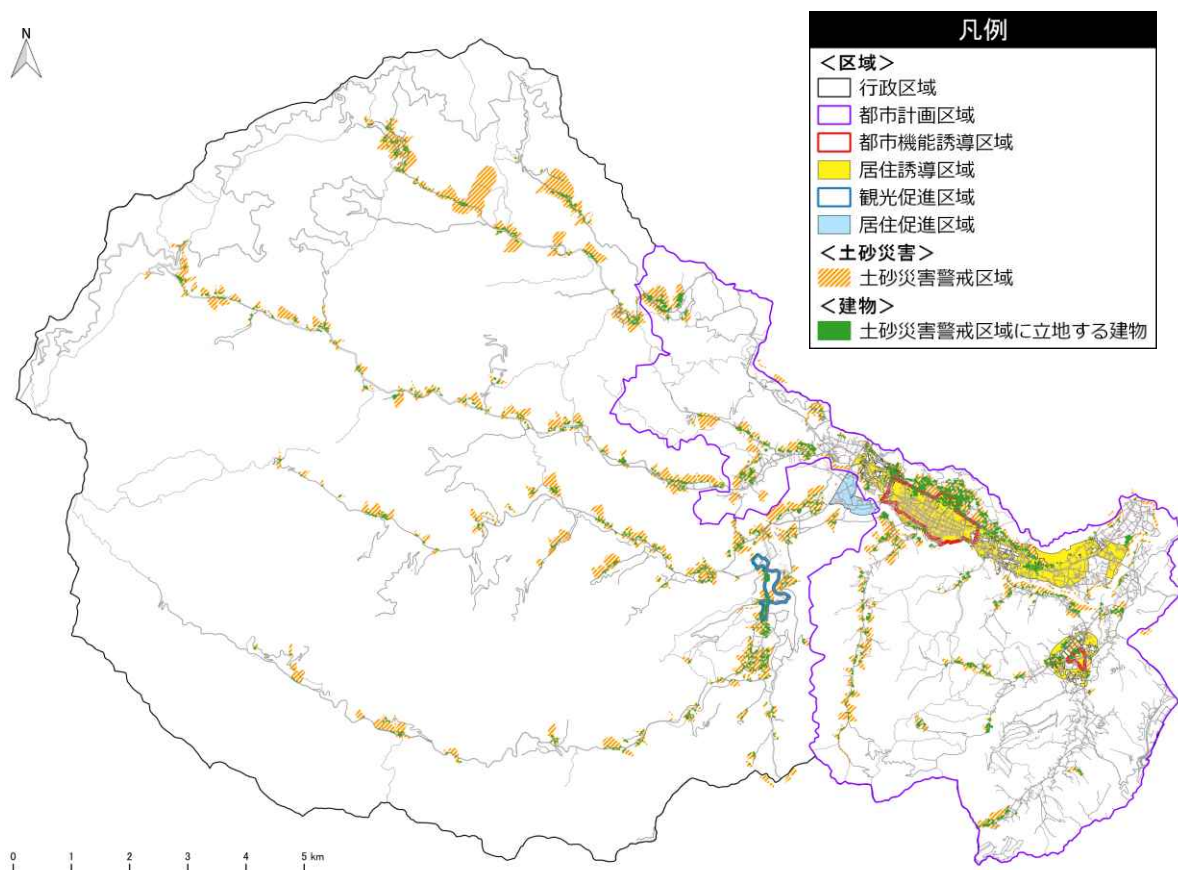 N
凡例
＜区域＞
行政区域
都市計画区域
都市機能誘導区域
居住誘導区域
観光促進区域
居住促進区域
＜土砂災害＞
土砂災害警戒区域
＜建物＞
土砂災害警戒区域に立地する建物
0 1 2 3 4 5 km